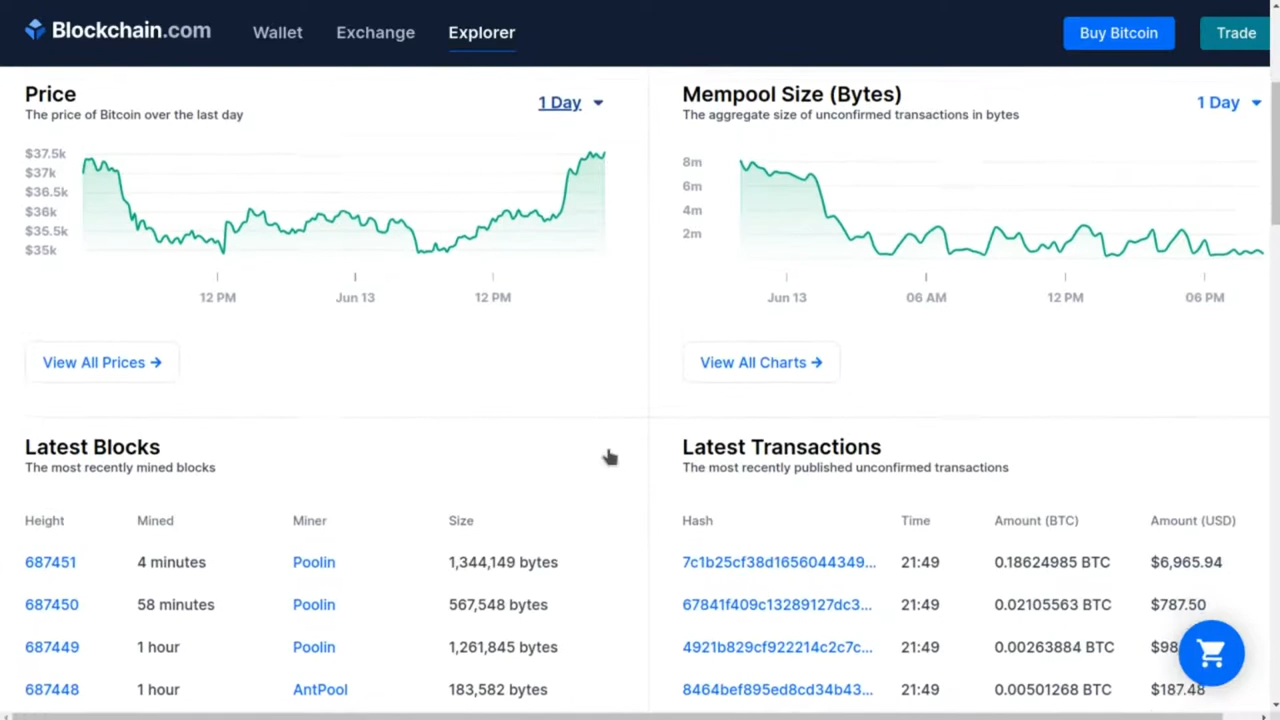 Blockchain.com Wallet Exchange Explorer Buy Bitcoin Trade
Price
The price of Bitcoin over the last day
1 Day
$37.5k
$37k
$36.5k
$36k
$35.5k
$35k
12 PM Jun 13 12 PM
View All Prices →
Mempool Size (Bytes)
The aggregate size of unconfirmed transactions in bytes
1 Day
8m
6m
4m
2m
Jun 13 06 AM 12 PM 06 PM
View All Charts →
Latest Blocks
The most recently mined blocks
Height Mined Miner Size
687451 4 minutes Poolin 1,344,149 bytes
687450 58 minutes Poolin 567,548 bytes
687449 1 hour Poolin 1,261,845 bytes
687448 1 hour AntPool 183,582 bytes
Latest Transactions
The most recently published unconfirmed transactions
Hash Time Amount (BTC) Amount (USD)
7c1b25cf38d1656044349... 21:49 0.18624985 BTC $6,965.94
67841f409c13289127dc3... 21:49 0.02105563 BTC $787.50
4921b829cf922214c2c7c... 21:49 0.00263884 BTC
8464bef895ed8cd34b43... 21:49 0.00501268 BTC $187.48